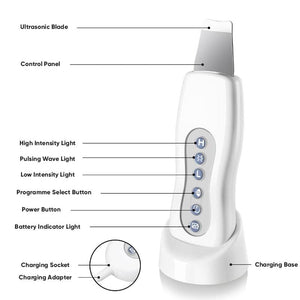 Ultrasonic Blade
Control Panel
High Intensity Light
Pulsing Wave Light
Low Intensity Light
Programme Select Button
Power Button
Battery Indicator Light
Charging Socket
Charging Adapter
Charging Base
H
L